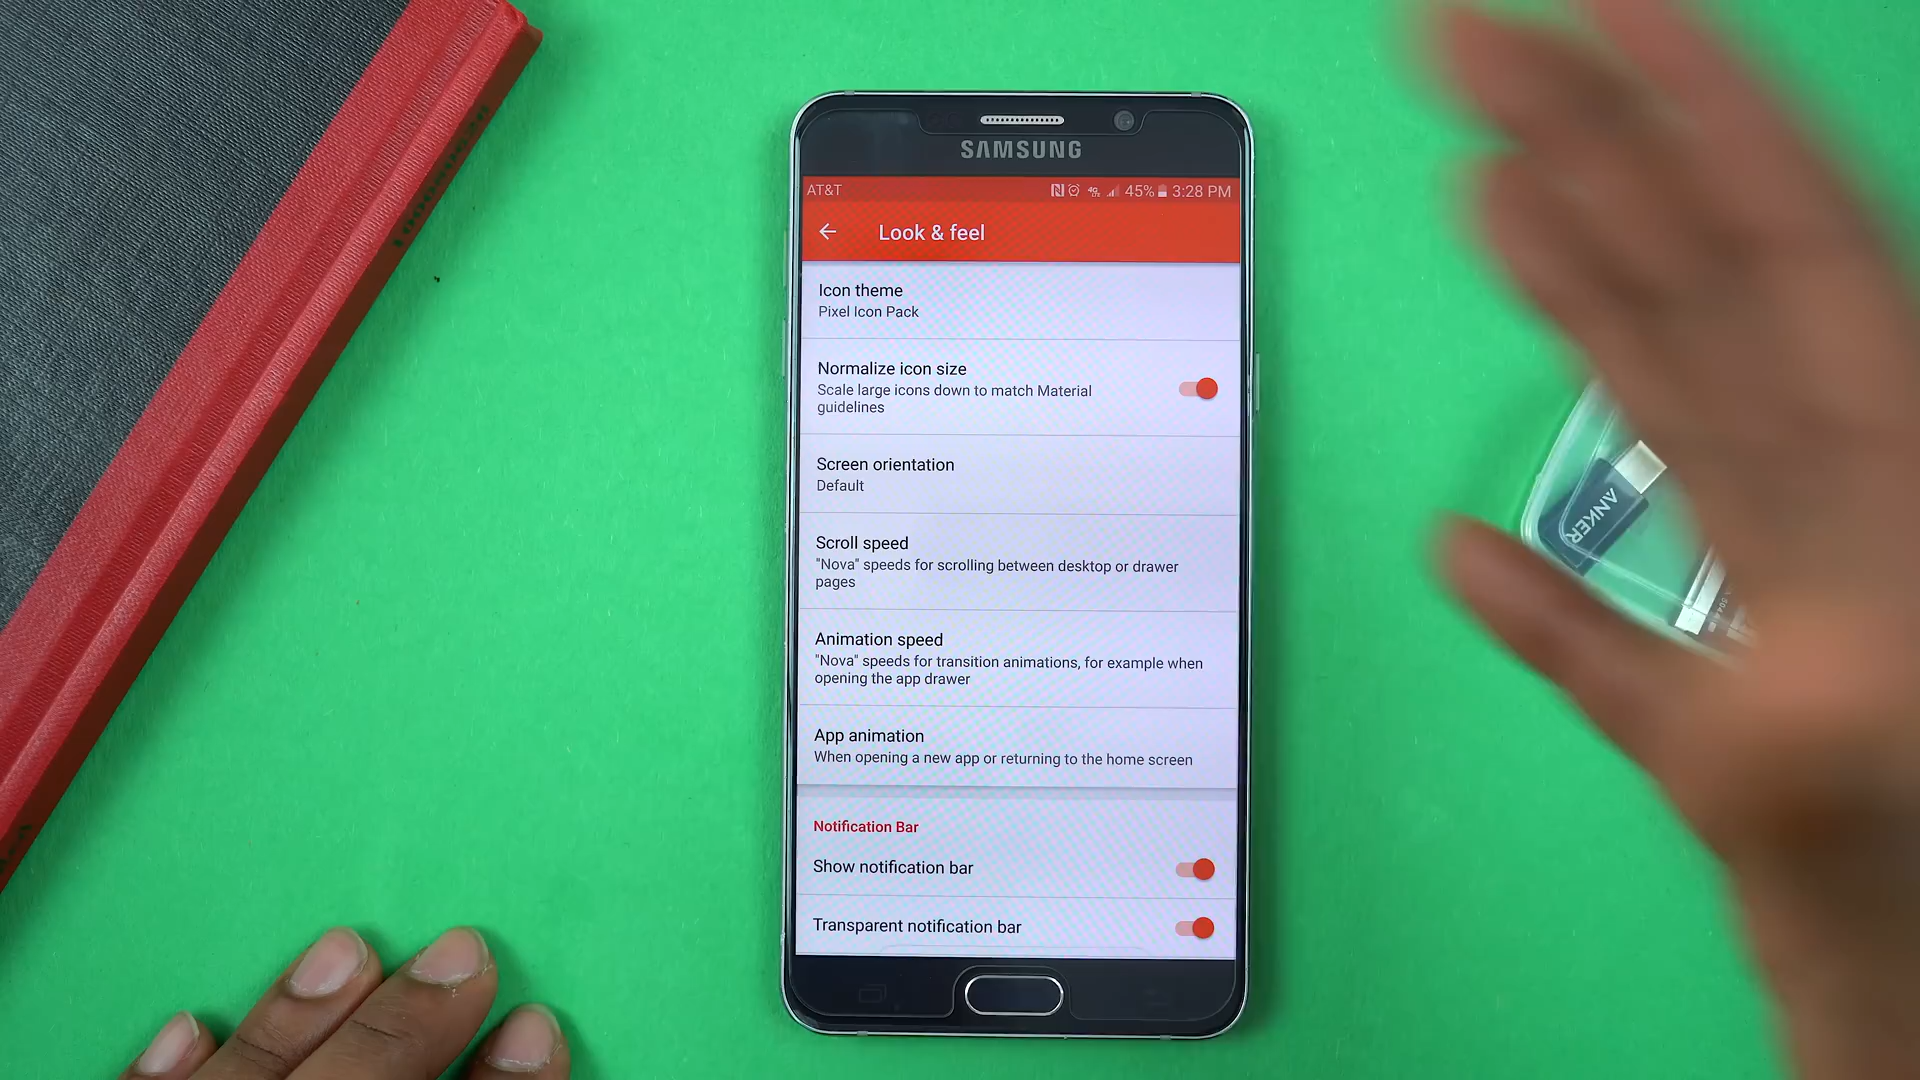 SAMSUNG
AT&T 45% 3:28 PM
Look & feel
Icon theme
Pixel Icon Pack
Normalize icon size
Scale large icons down to match Material
guidelines
Screen orientation
Default
Scroll speed
"Nova" speeds for scrolling between desktop or drawer
pages
Animation speed
"Nova" speeds for transition animations, for example when
opening the app drawer
App animation
When opening a new app or returning to the home screen
Notification Bar
Show notification bar
Transparent notification bar
ANKER